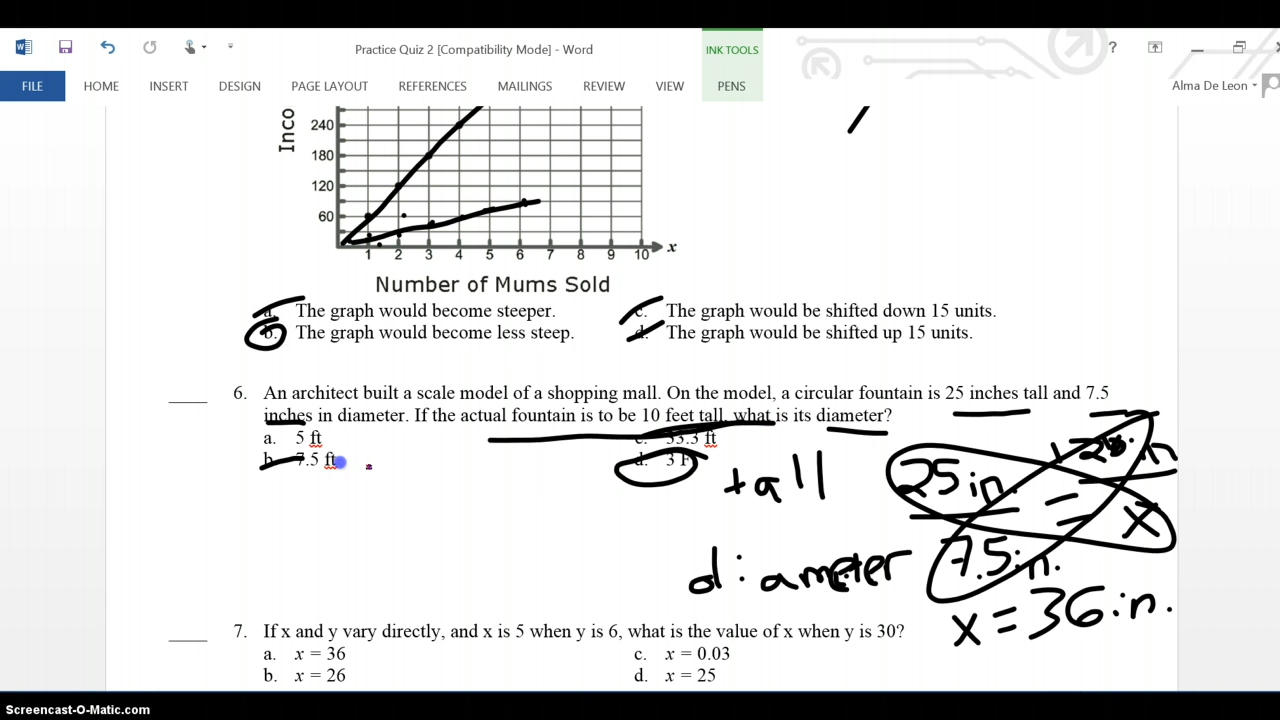 Practice Quiz 2 [Compatibility Mode] - Word
INK TOOLS
?
FILE HOME INSERT DESIGN PAGE LAYOUT REFERENCES MAILINGS REVIEW VIEW PENS
Alma De Leon
Inco
240
180
120
60
1 2 3 4 5 6 7 8 9 10 x
Number of Mums Sold
a. The graph would become steeper. c. The graph would be shifted down 15 units.
b. The graph would become less steep. d. The graph would be shifted up 15 units.
6. An architect built a scale model of a shopping mall. On the model, a circular fountain is 25 inches tall and 7.5
inches in diameter. If the actual fountain is to be 10 feet tall, what is its diameter?
a. 5 ft c. 33.3 ft
b. 7.5 ft d. 3 F
tall 25 in. = x
diameter 7.5 in.
x = 36 in.
7. If x and y vary directly, and x is 5 when y is 6, what is the value of x when y is 30?
a. x = 36 c. x = 0.03
b. x = 26 d. x = 25
Screencast-O-Matic.com